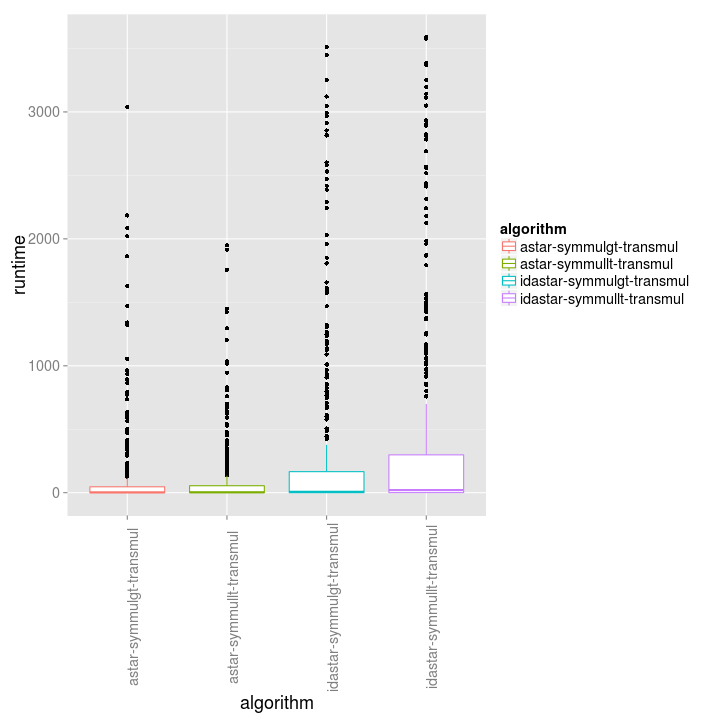 3000
2000
1000
0
runtime
astar-symmulgt-transmul
astar-symmullt-transmul
idastar-symmulgt-transmul
idastar-symmullt-transmul
algorithm
algorithm
astar-symmulgt-transmul
astar-symmullt-transmul
idastar-symmulgt-transmul
idastar-symmullt-transmul